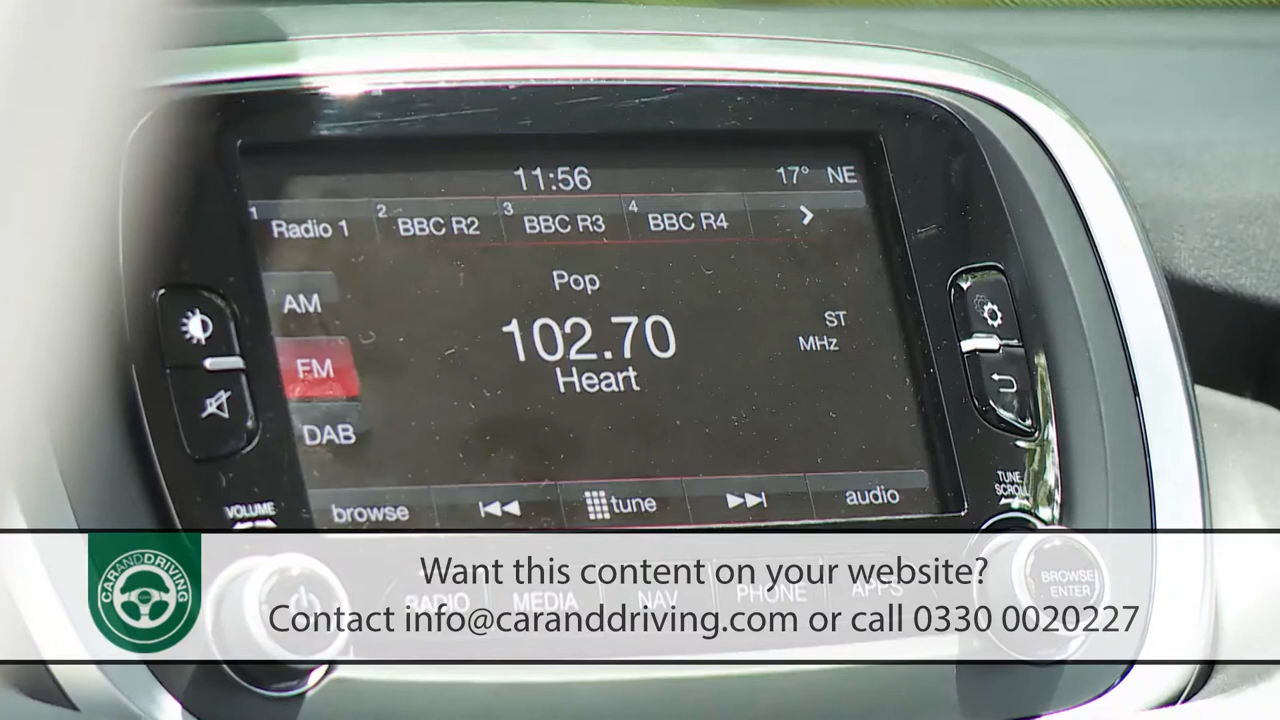 11:56
17° NE
1 Radio 1
2 BBC R2
3 BBC R3
4 BBC R4
Pop
AM
102.70
ST
MHz
FM
Heart
DAB
browse
tune
audio
VOLUME
TUNE
SCROLL
CARANDDRIVING
Want this content on your website?
Contact info@caranddriving.com or call 0330 0020227
RADIO
MEDIA
NAV
PHONE
APPS
BROWSE
ENTER